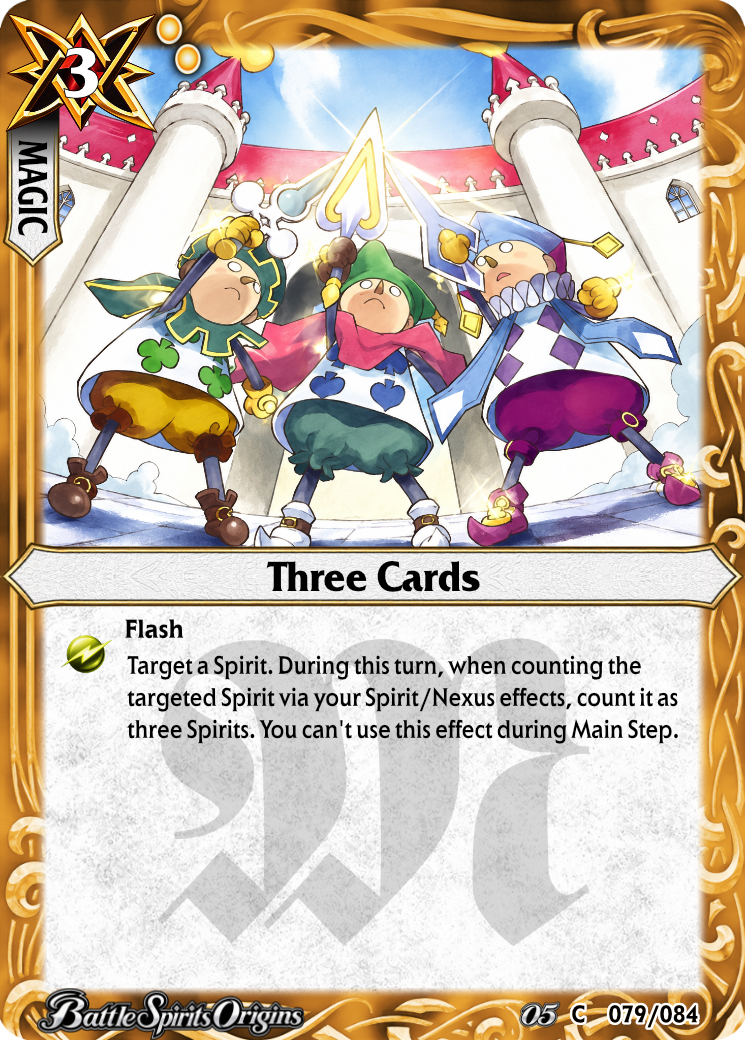 3
MAGIC
Three Cards
Flash
Target a Spirit. During this turn, when counting the
targeted Spirit via your Spirit/Nexus effects, count it as
three Spirits. You can't use this effect during Main Step.
Battle Spirits Origins
05 C 079/084